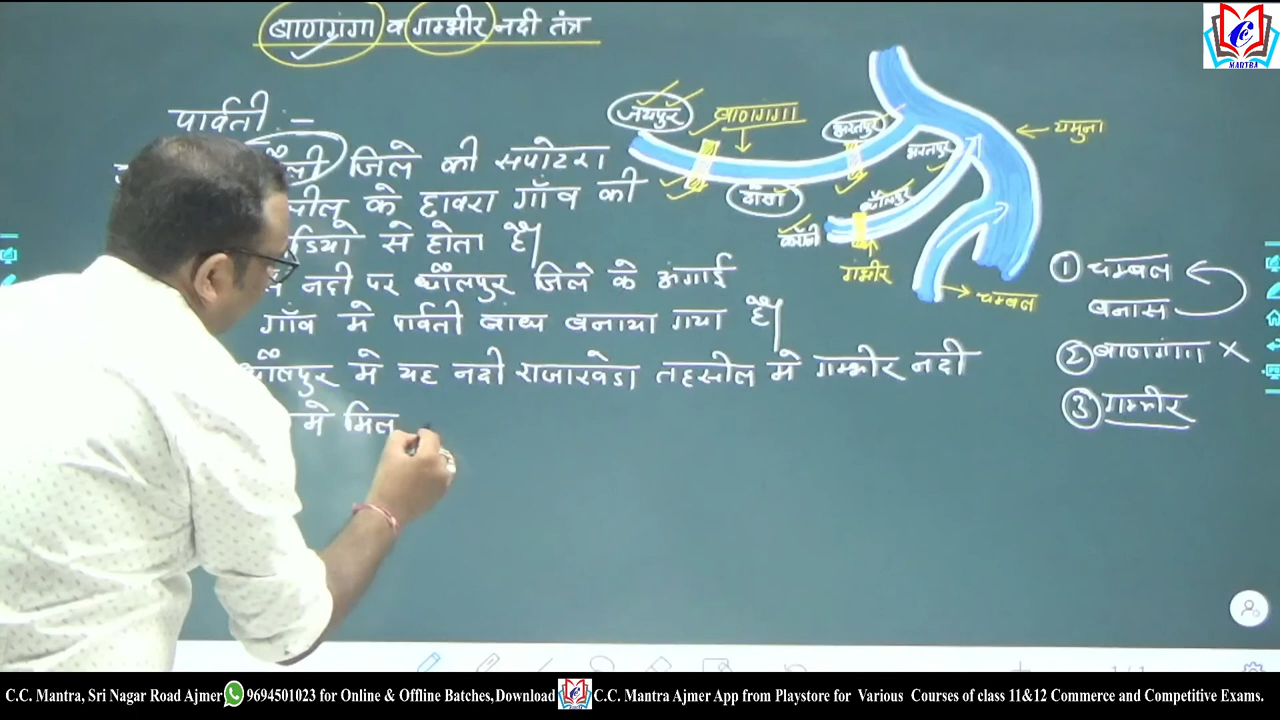 बाणगंगा व गम्भीर नदी तंत्र
पार्वती :-
ली जिले की सपोटरा
सीलू के हावरा गाँव की
डियो से होता है।
नदी पर धौलपुर जिले के अंगाई
गाँव मे पार्वती बाध बनाया गया है।
धौलपुर मे यह नदी राजाखेडा तहसील मे गम्भीर नदी
मे मिल
जयपुर
बाणगंगा
भरतपुर
यमुना
भरतपुर
दौसा
धौलपुर
करौली
गम्भीर
चम्बल
① चम्बल
बनास
② बाणगंगा X
③ गम्भीर
C
MANTRA
C.C. Mantra, Sri Nagar Road Ajmer 9694501023 for Online & Offline Batches,Download C.C. Mantra Ajmer App from Playstore for Various Courses of class 11&12 Commerce and Competitive Exams.